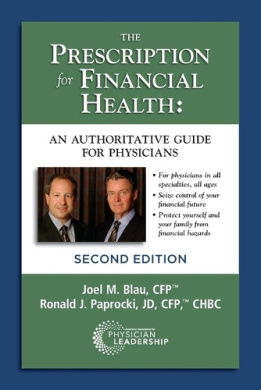 THE
PRESCRIPTION
for FINANCIAL
HEALTH:
AN AUTHORITATIVE GUIDE
FOR PHYSICIANS
• For physicians in all
specialties, all ages
• Seize control of your
financial future
• Protect yourself and
your family from
financial hazards
SECOND EDITION
Joel M. Blau, CFP™
Ronald J. Paprocki, JD, CFP,™ CHBC
PHYSICIAN
LEADERSHIP